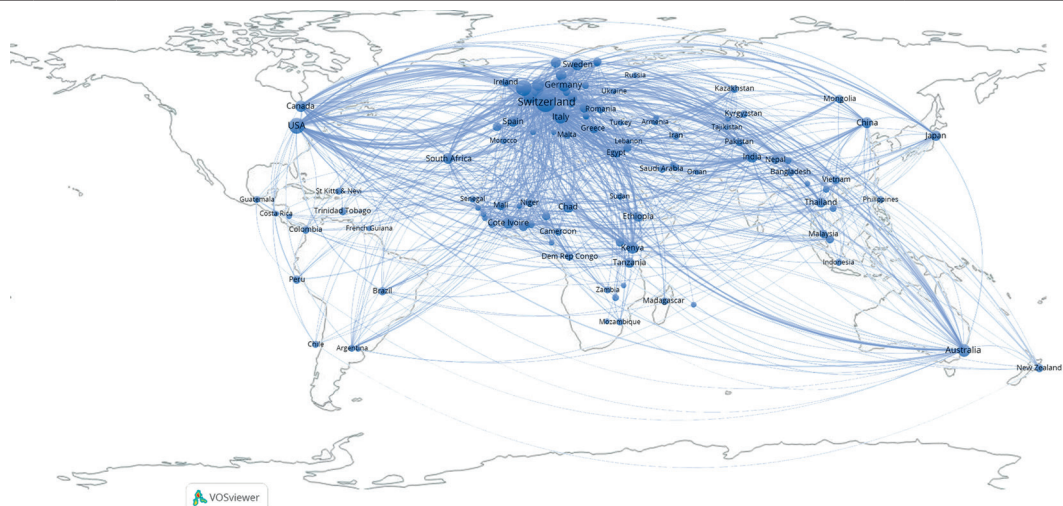 Sweden
Russia
Ireland
Germany
Ukraine
Kazakhstan
Switzerland
Mongolia
Canada
Romania
Kyrgyzstan
USA
Spain
Italy
Turkey
Armenia
China
Greece
Tajikistan
Malta
Iran
Japan
Morocco
Lebanon
Pakistan
Egypt
South Africa
India
Nepal
Saudi Arabia
Oman
Bangladesh
Vietnam
St Kitts & Nevi
Guatemala
Senegal
Mali
Niger
Sudan
Thailand
Philippines
Costa Rica
Trinidad Tobago
Chad
Ethiopia
Colombia
French Guiana
Cote Ivoire
Cameroon
Malaysia
Kenya
Dem Rep Congo
Tanzania
Indonesia
Peru
Brazil
Zambia
Madagascar
Mozambique
Chile
Argentina
Australia
New Zealand
VOSviewer